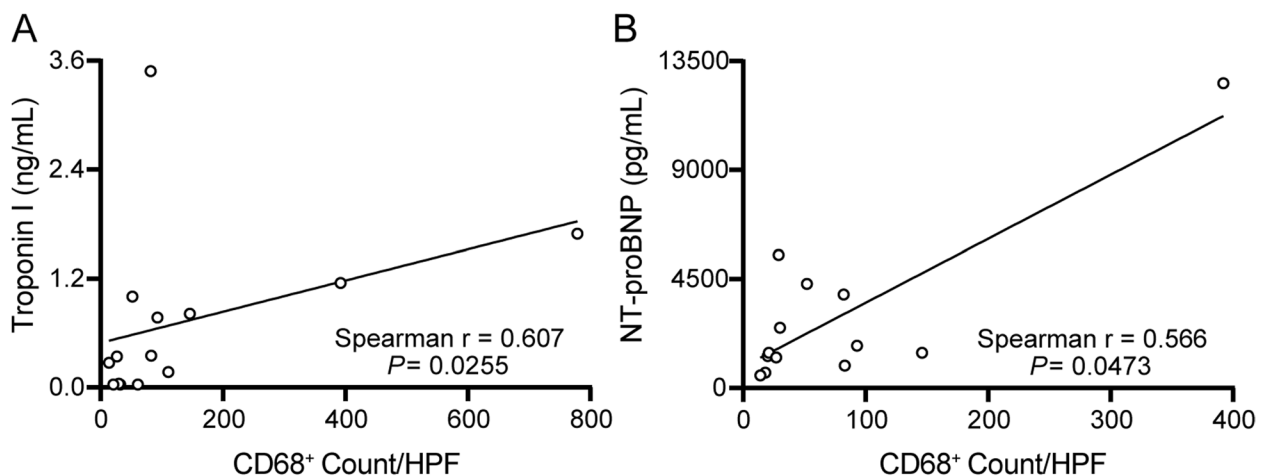 A
Troponin I (ng/mL)
3.6
2.4
1.2
0.0
0
200
400
600
800
Spearman r = 0.607
P= 0.0255
CD68⁺ Count/HPF
B
NT-proBNP (pg/mL)
13500
9000
4500
0
0
100
200
300
400
Spearman r = 0.566
P= 0.0473
CD68⁺ Count/HPF